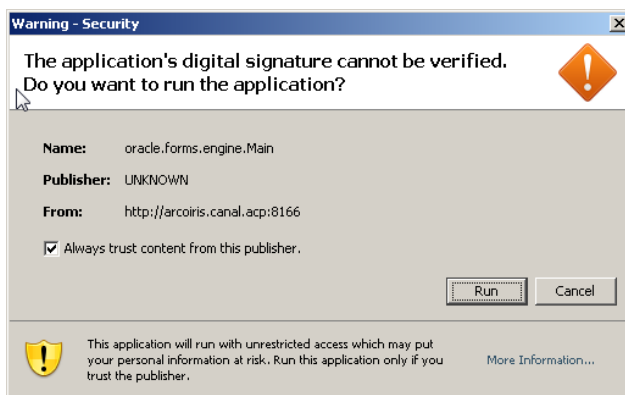 Warning - Security
The application's digital signature cannot be verified.
Do you want to run the application?
Name: oracle.forms.engine.Main
Publisher: UNKNOWN
From: http://arcoiris.canal.acp:8166
Always trust content from this publisher.
Run Cancel
This application will run with unrestricted access which may put
your personal information at risk. Run this application only if you
trust the publisher.
More Information...